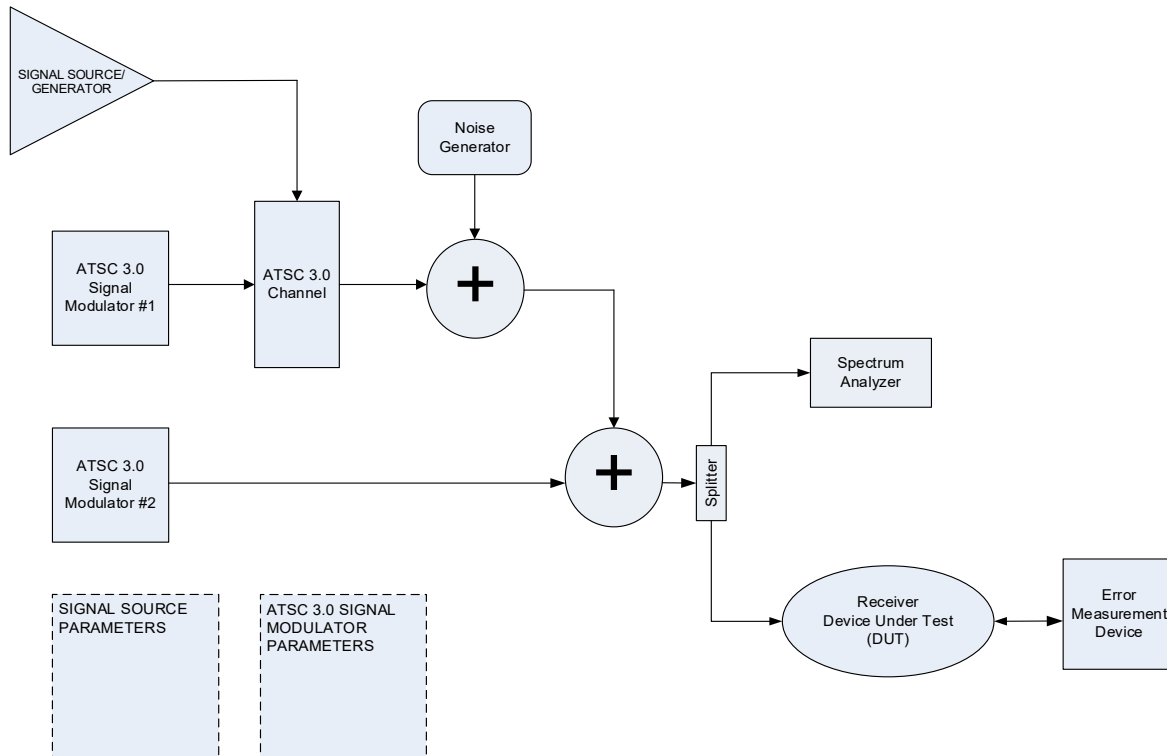 SIGNAL SOURCE/
GENERATOR
Noise
Generator
ATSC 3.0
Signal
Modulator #1
ATSC 3.0
Channel
+
Spectrum
Analyzer
ATSC 3.0
Signal
Modulator #2
+
Splitter
Receiver
Device Under Test
(DUT)
Error
Measurement
Device
SIGNAL SOURCE
PARAMETERS
ATSC 3.0 SIGNAL
MODULATOR
PARAMETERS